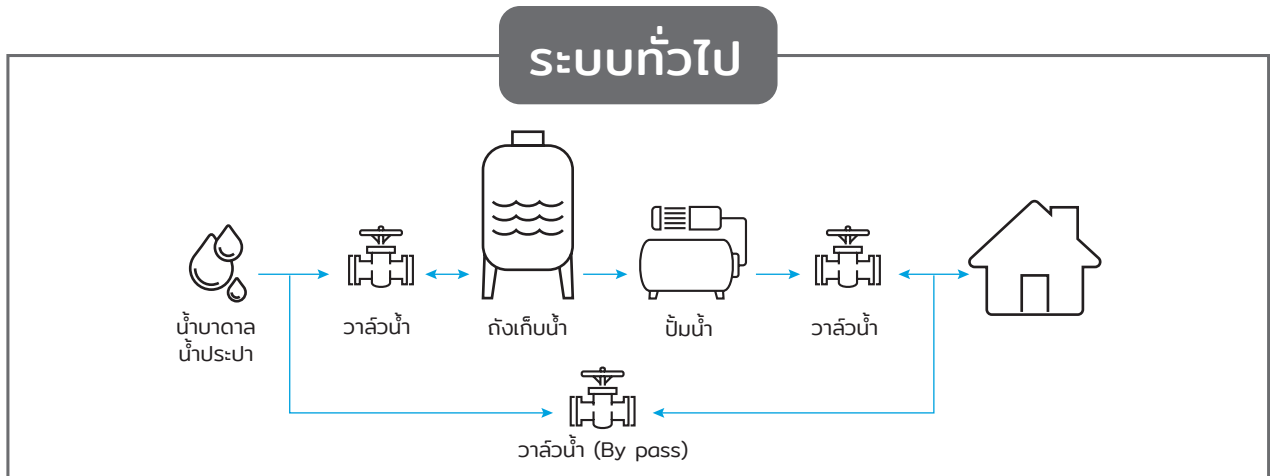 ระบบทั่วไป
น้ำบาดาล
น้ำประปา
วาล์วน้ำ
ถังเก็บน้ำ
ปั้มน้ำ
วาล์วน้ำ
วาล์วน้ำ (By pass)